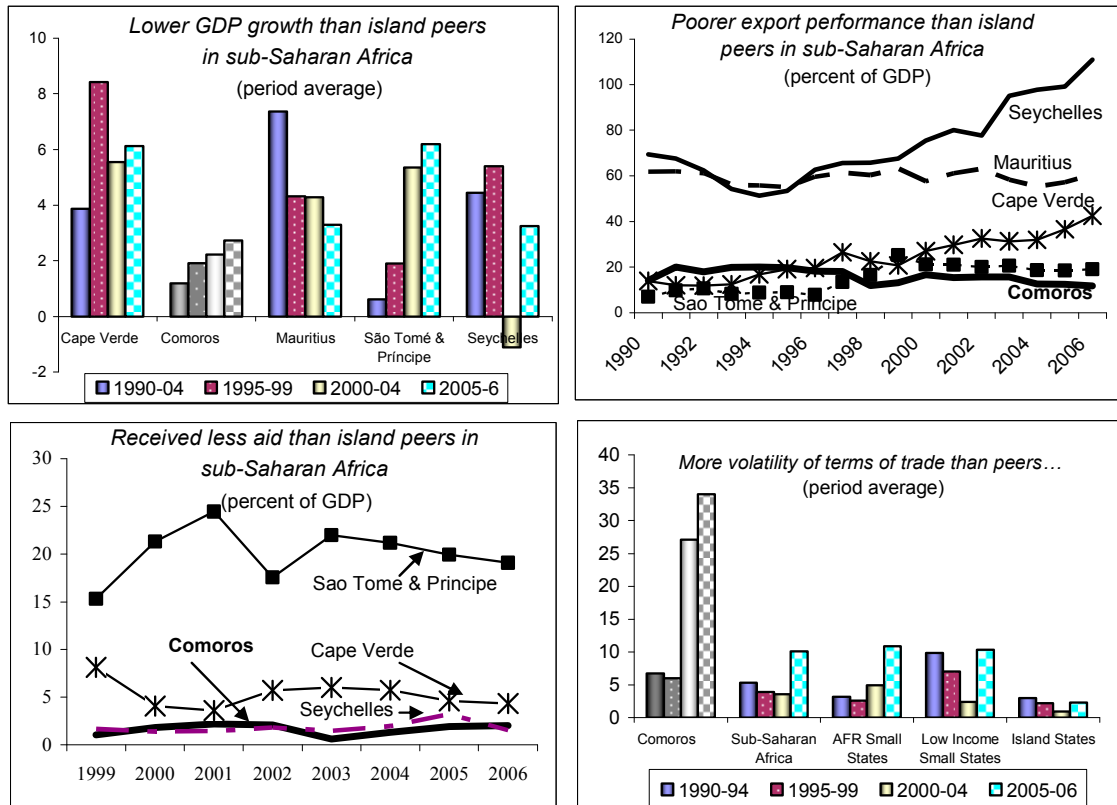 Lower GDP growth than island peers
in sub-Saharan Africa
(period average)
10
8
6
4
2
0
-2
Cape Verde
Comoros
Mauritius
São Tomé &
Príncipe
Seychelles
1990-04
1995-99
2000-04
2005-6
Poorer export performance than island
peers in sub-Saharan Africa
(percent of GDP)
120
100
80
60
40
20
0
Seychelles
Mauritius
Cape Verde
Sao Tome & Principe
Comoros
1990
1992
1994
1996
1998
2000
2002
2004
2006
Received less aid than island peers in
sub-Saharan Africa
(percent of GDP)
30
25
20
15
10
5
0
Sao Tome & Principe
Comoros
Cape Verde
Seychelles
1999
2000
2001
2002
2003
2004
2005
2006
More volatility of terms of trade than peers…
(period average)
40
35
30
25
20
15
10
5
0
Comoros
Sub-Saharan
Africa
AFR Small
States
Low Income
Small States
Island States
1990-94
1995-99
2000-04
2005-06